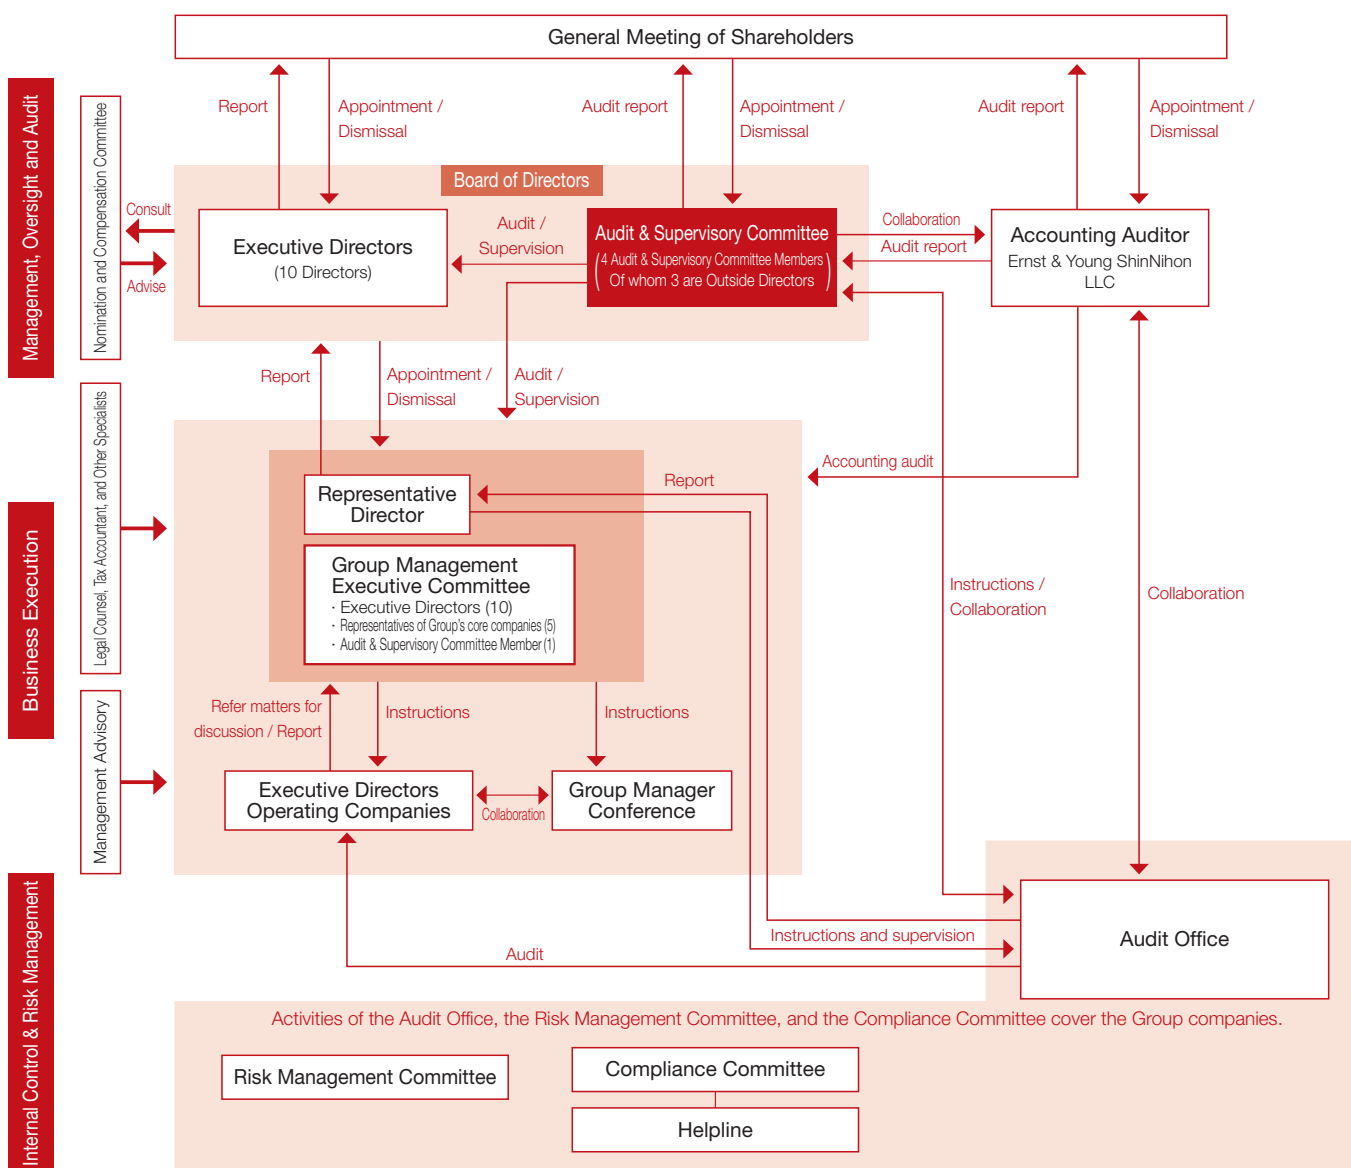 General Meeting of Shareholders
Report
Appointment /
Dismissal
Audit report
Appointment /
Dismissal
Audit report
Appointment /
Dismissal
Management, Oversight and Audit
Nomination and Compensation Committee
Consult
Advise
Board of Directors
Executive Directors
(10 Directors)
Audit /
Supervision
Audit & Supervisory Committee
(4 Audit & Supervisory Committee Members
Of whom 3 are Outside Directors)
Collaboration
Audit report
Accounting Auditor
Ernst & Young ShinNihon
LLC
Report
Appointment /
Dismissal
Audit /
Supervision
Business Execution
Legal Counsel, Tax Accountant, and Other Specialists
Management Advisory
Accounting audit
Representative
Director
Report
Group Management
Executive Committee
· Executive Directors (10)
· Representatives of Group's core companies (5)
· Audit & Supervisory Committee Member (1)
Instructions /
Collaboration
Collaboration
Refer matters for
discussion / Report
Instructions
Instructions
Executive Directors
Operating Companies
Collaboration
Group Manager
Conference
Internal Control & Risk Management
Instructions and supervision
Audit
Audit Office
Activities of the Audit Office, the Risk Management Committee, and the Compliance Committee cover the Group companies.
Risk Management Committee
Compliance Committee
Helpline